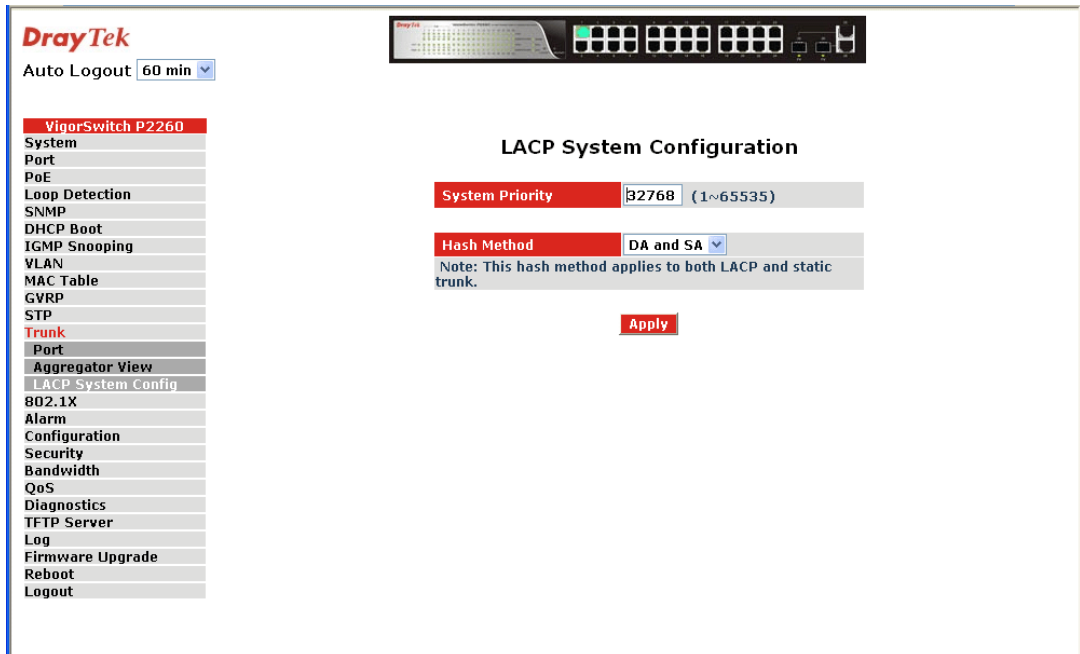 DrayTek
Auto Logout 60 min
VigorSwitch P2260
System
Port
PoE
Loop Detection
SNMP
DHCP Boot
IGMP Snooping
VLAN
MAC Table
GVRP
STP
Trunk
Port
Aggregator View
LACP System Config
802.1X
Alarm
Configuration
Security
Bandwidth
QoS
Diagnostics
TFTP Server
Log
Firmware Upgrade
Reboot
Logout
DrayTek
LACP System Configuration
System Priority 32768 (1~65535)
Hash Method DA and SA
Note: This hash method applies to both LACP and static
trunk.
Apply